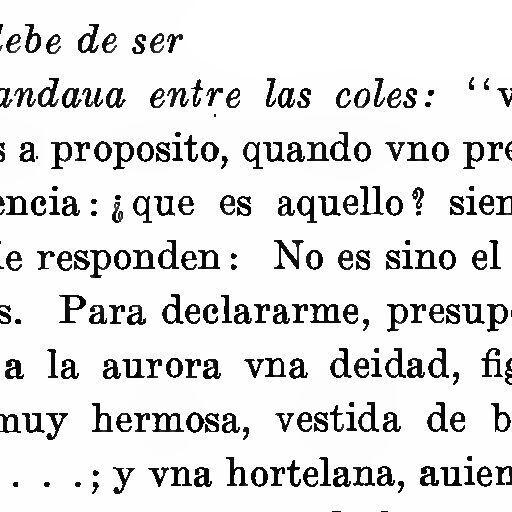 lebe de ser
andaua entre las coles: "v
s a proposito, quando vno pre
encia: ¿que es aquello? sien
le responden: No es sino el
s. Para declararme, presup
a la aurora vna deidad, fig
muy hermosa, vestida de b
. . . .; y vna hortelana, auien